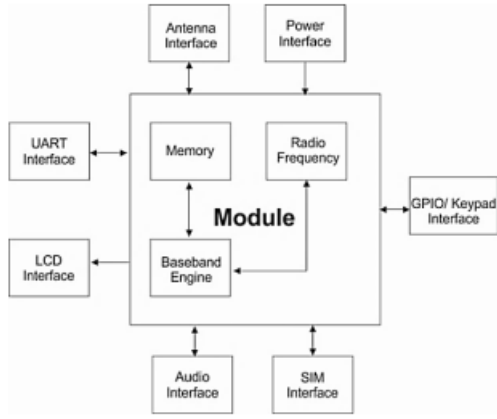 Antenna
Interface
Power
Interface
UART
Interface
Memory
Radio
Frequency
GPIO/ Keypad
Interface
Module
LCD
Interface
Baseband
Engine
Audio
Interface
SIM
Interface